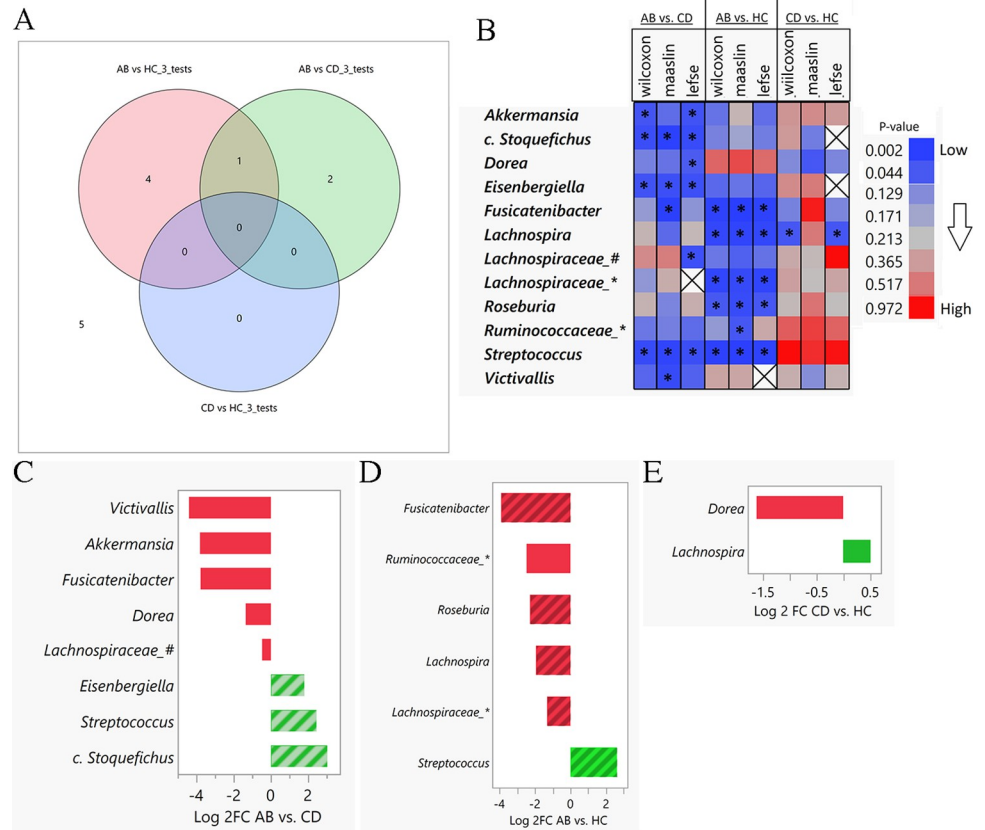 A
AB vs HC_3_tests
AB vs CD_3_tests
1
4
2
0
0
0
5
0
CD vs HC_3_tests
B
AB vs. CD
AB vs. HC
CD vs. HC
wilcoxon
maaslin
lefse
wilcoxon
maaslin
lefse
.wiilcoxon
.maaslin
.lefse
P-value
Akkermansia * *
c. Stoquefichus * * *
Dorea *
Eisenbergiella * * *
Fusicatenibacter * * * *
Lachnospira * * * * *
Lachnospiraceae_# *
Lachnospiraceae_* * * *
Roseburia * * *
Ruminococcaceae_* *
Streptococcus * * * * * *
Victivallis *
0.002 Low
0.044
0.129
0.171
0.213
0.365
0.517
0.972 High
C
Victivallis
Akkermansia
Fusicatenibacter
Dorea
Lachnospiraceae_#
Eisenbergiella
Streptococcus
c. Stoquefichus
-4 -2 0 2
Log 2FC AB vs. CD
D
Fusicatenibacter
Ruminococcaceae_*
Roseburia
Lachnospira
Lachnospiraceae_*
Streptococcus
-4 -2 0 2
Log 2FC AB vs. HC
E
Dorea
Lachnospira
-1.5 -0.5 0.5
Log 2 FC CD vs. HC